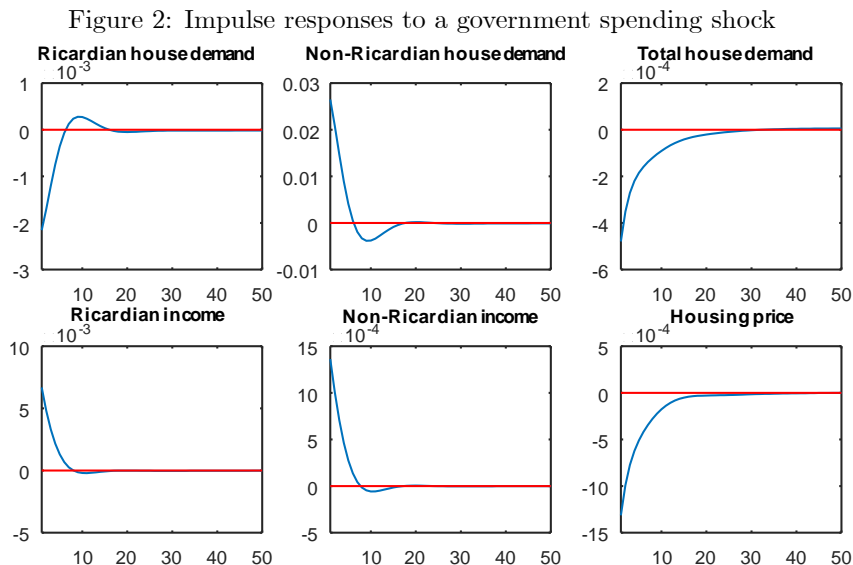 Figure 2: Impulse responses to a government spending shock
Ricardian house demand
Non-Ricardian house demand
Total house demand
10^-3
10^-4
1
0
-1
-2
-3
0.03
0.02
0.01
0
-0.01
2
0
-2
-4
-6
10 20 30 40 50
10 20 30 40 50
10 20 30 40 50
Ricardian income
Non-Ricardian income
Housing price
10^-3
10^-4
10^-4
10
5
0
-5
15
10
5
0
-5
5
0
-5
-10
-15
10 20 30 40 50
10 20 30 40 50
10 20 30 40 50